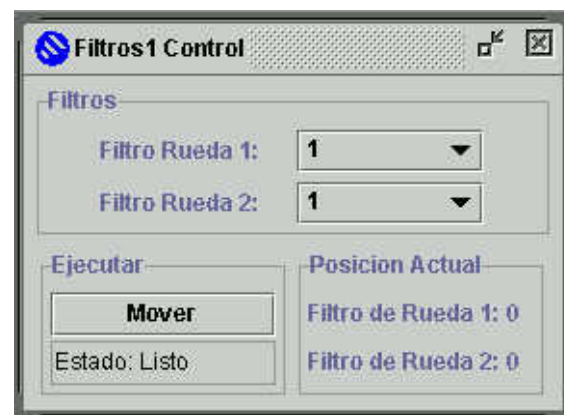 Filtros1 Control
Filtros
Filtro Rueda 1: 1
Filtro Rueda 2: 1
Ejecutar
Mover
Estado: Listo
Posicion Actual
Filtro de Rueda 1: 0
Filtro de Rueda 2: 0